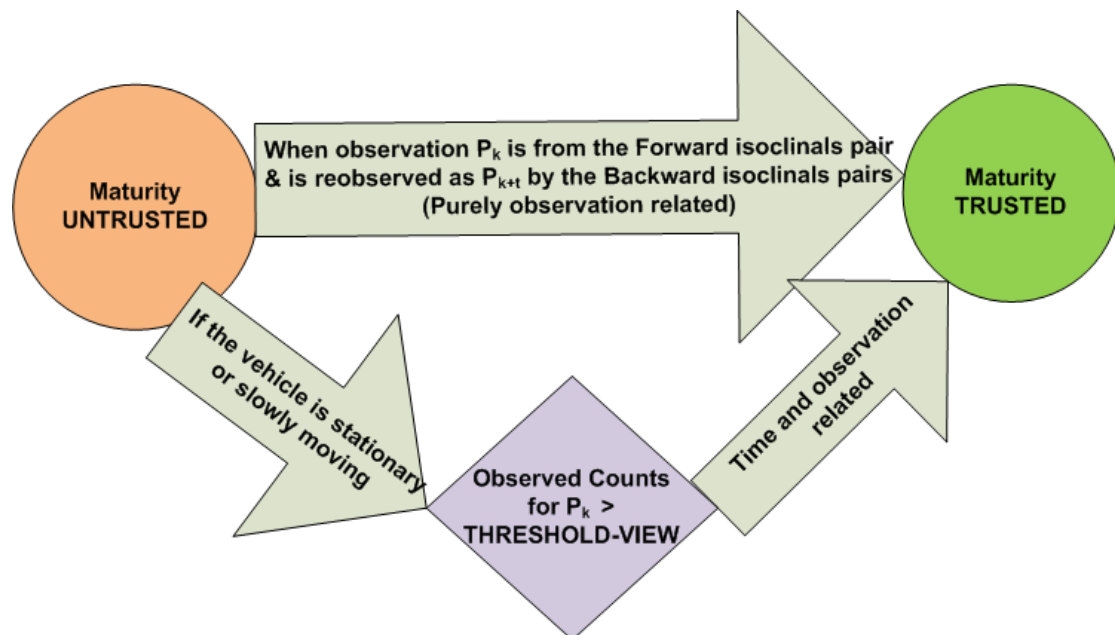 Maturity
UNTRUSTED
When observation Pₖ is from the Forward isoclinals pair
& is reobserved as Pₖ₊ₜ by the Backward isoclinals pairs
(Purely observation related)
Maturity
TRUSTED
If the vehicle is stationary
or slowly moving
Observed Counts
for Pₖ >
THRESHOLD-VIEW
Time and observation
related